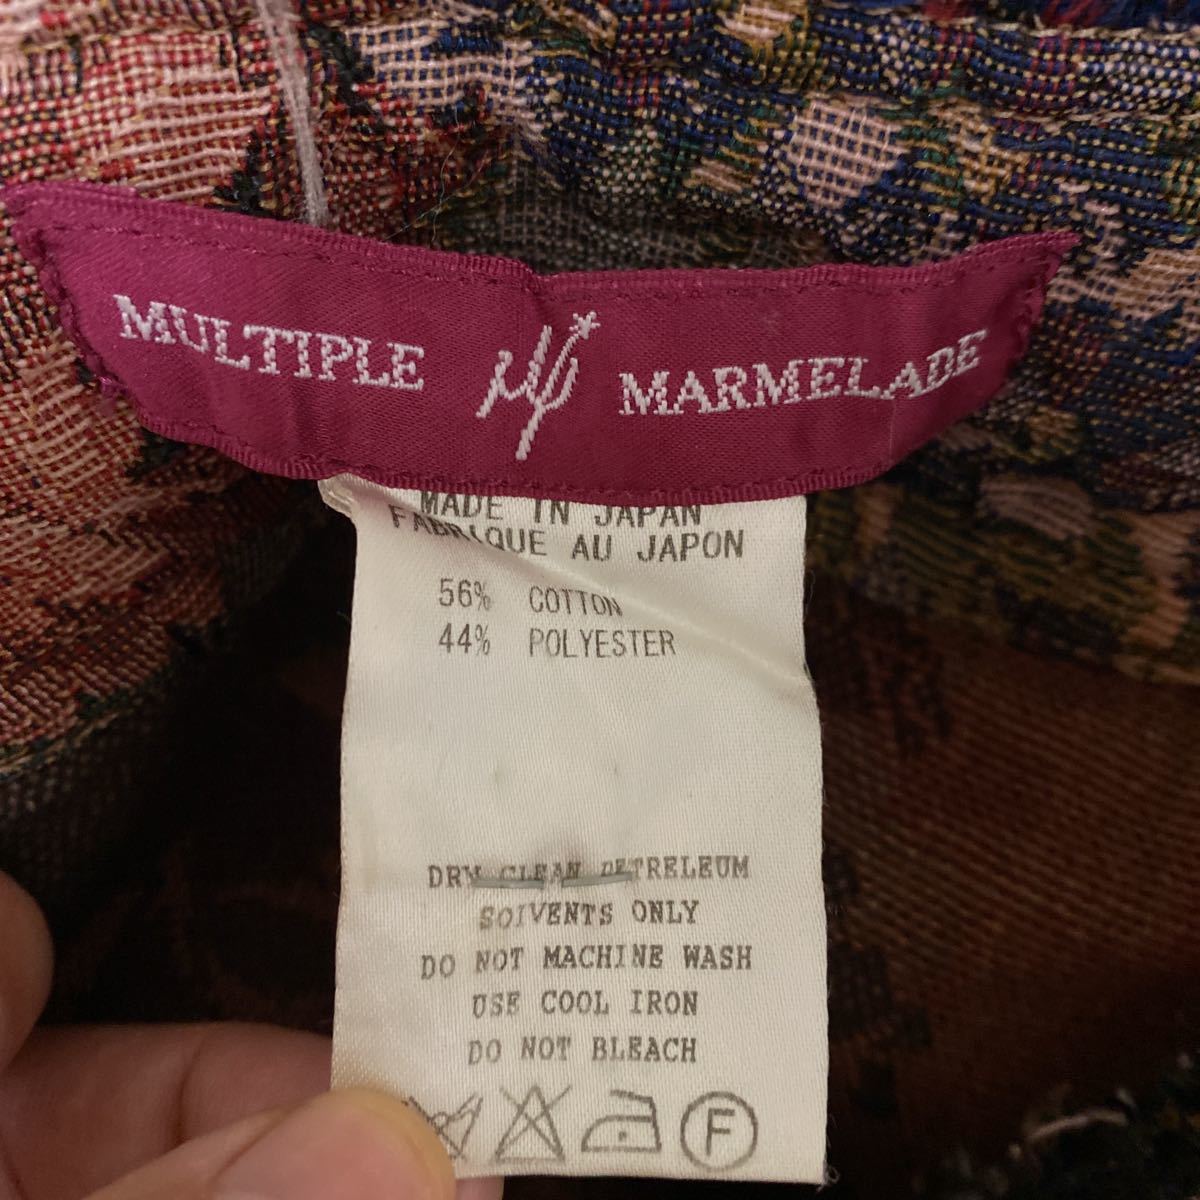 MULTIPLE MARMELADE
MADE IN JAPAN
FABRIQUE AU JAPON
56% COTTON
44% POLYESTER
DRY CLEAN PETRELEUM
SOIVENTS ONLY
DO NOT MACHINE WASH
USE COOL IRON
DO NOT BLEACH
F